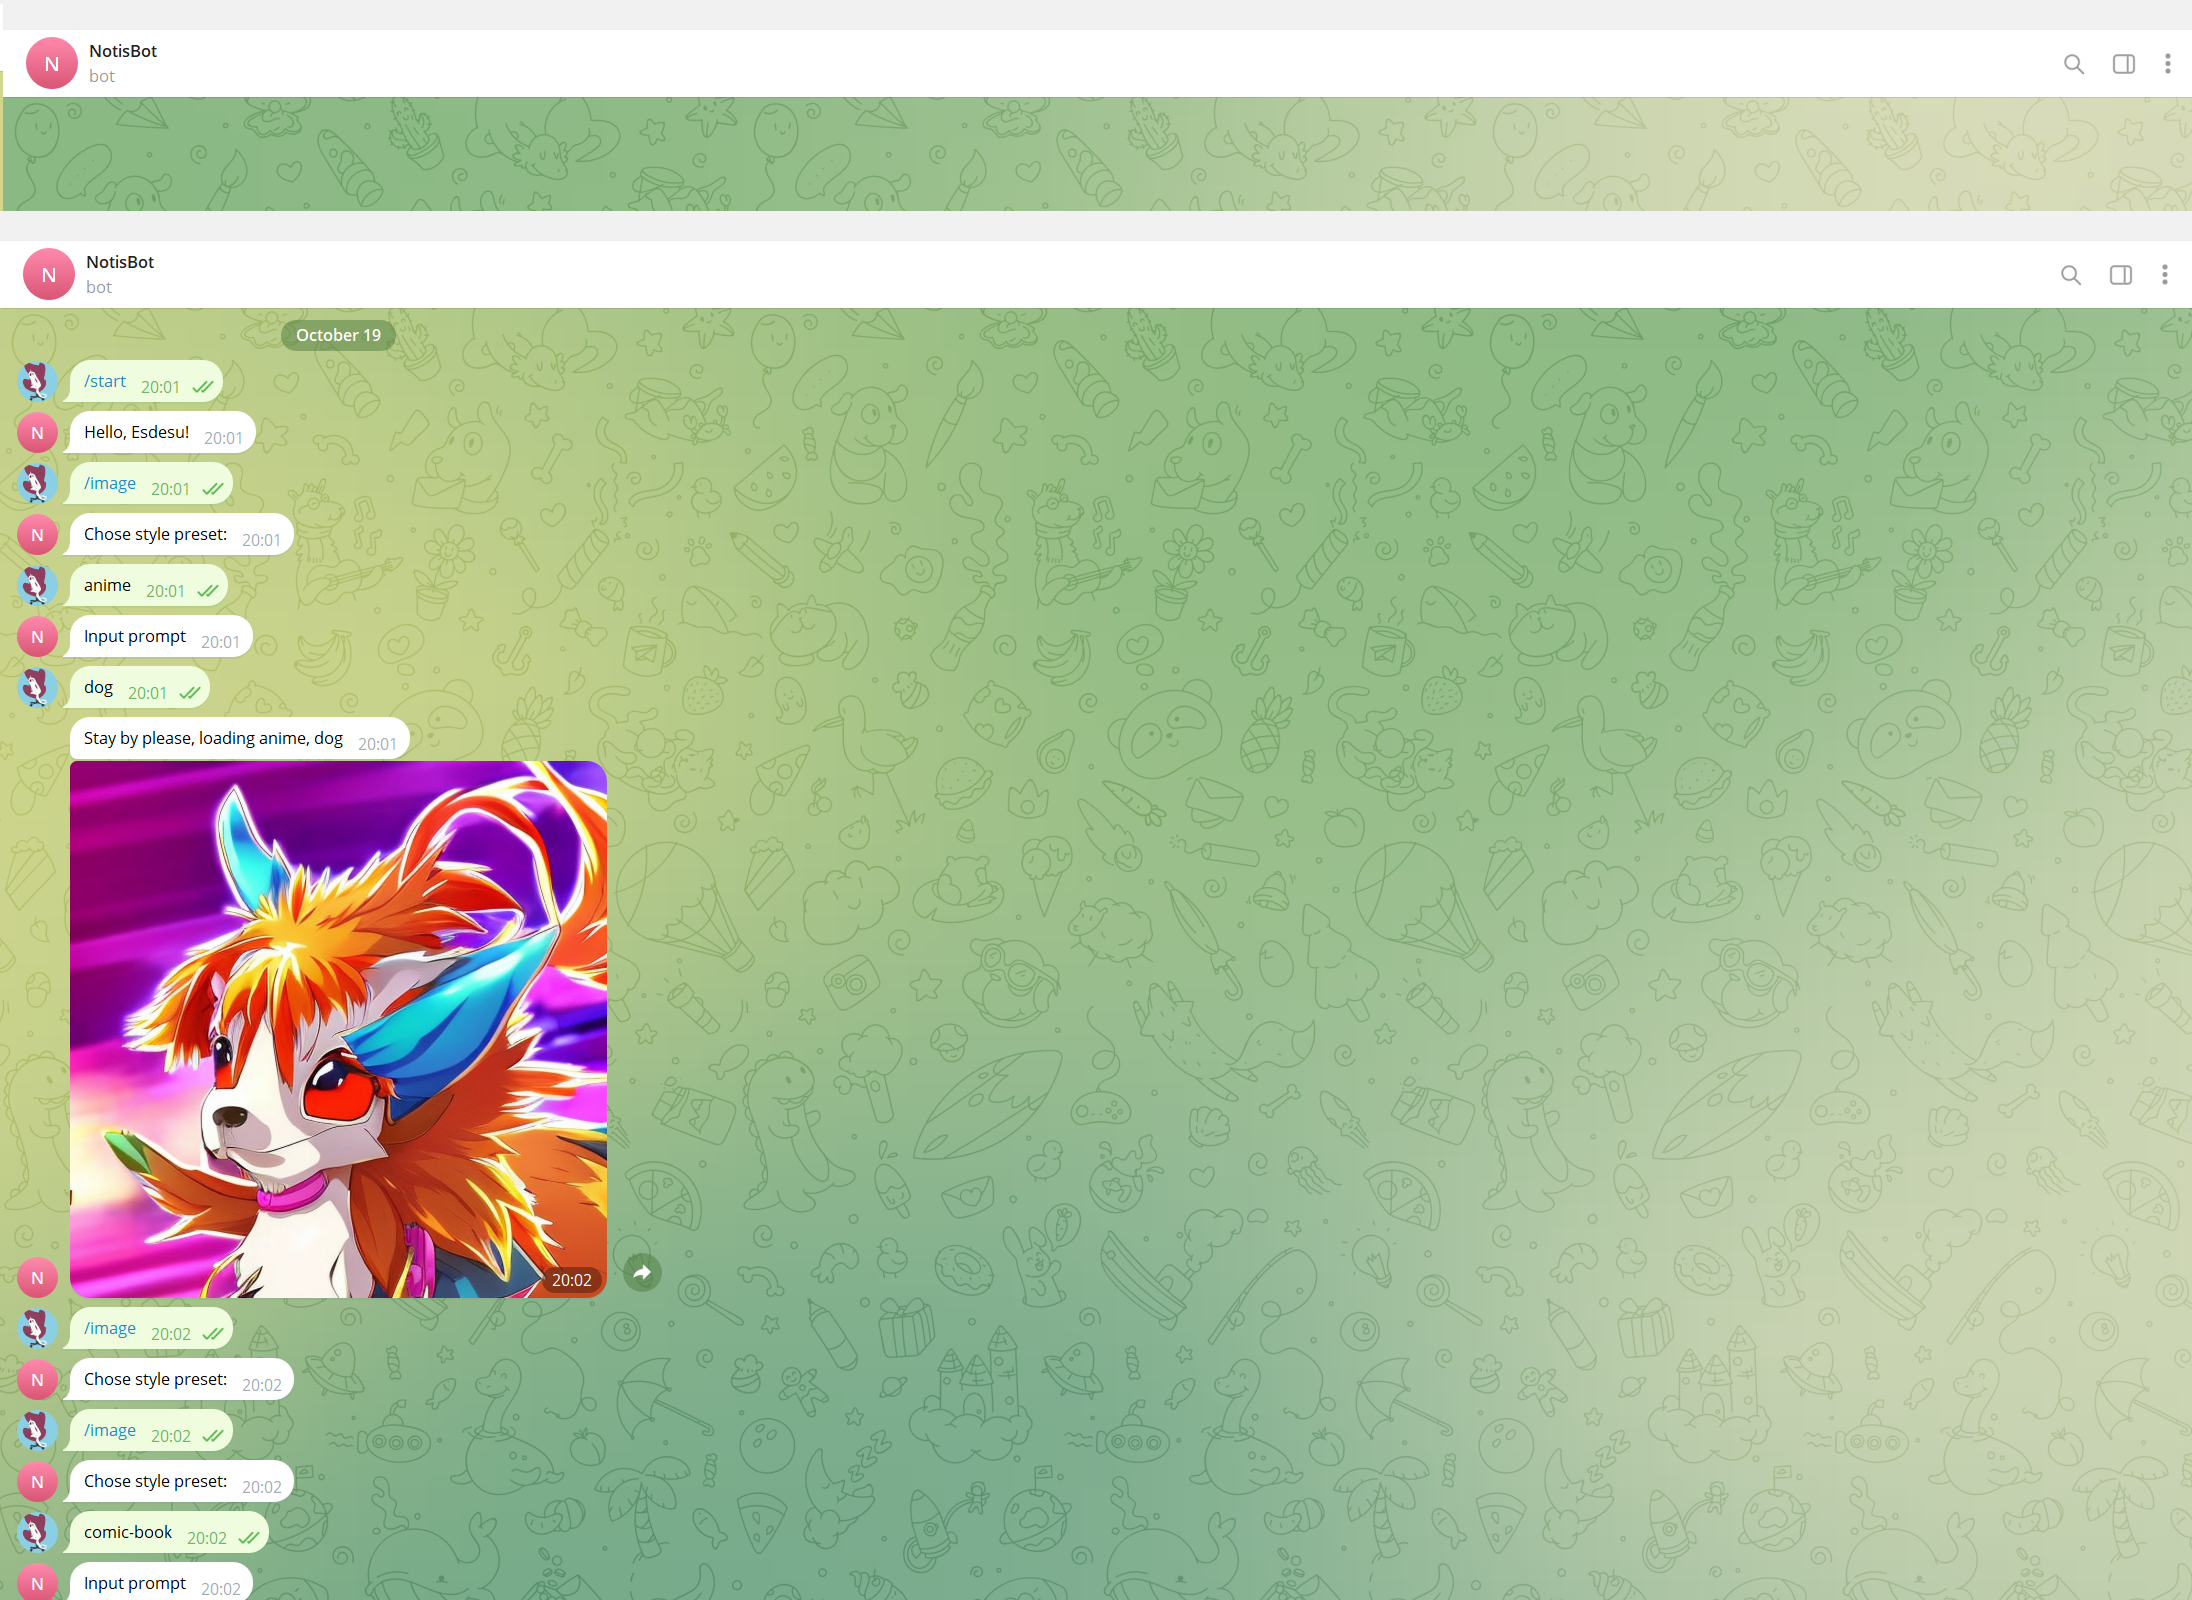 N
NotisBot
bot
N
NotisBot
bot
October 19
/start 20:01
N
Hello, Esdesu! 20:01
/image 20:01
N
Chose style preset: 20:01
anime 20:01
N
Input prompt 20:01
dog 20:01
Stay by please, loading anime, dog 20:01
20:02
N
/image 20:02
N
Chose style preset: 20:02
/image 20:02
N
Chose style preset: 20:02
comic-book 20:02
N
Input prompt 20:02